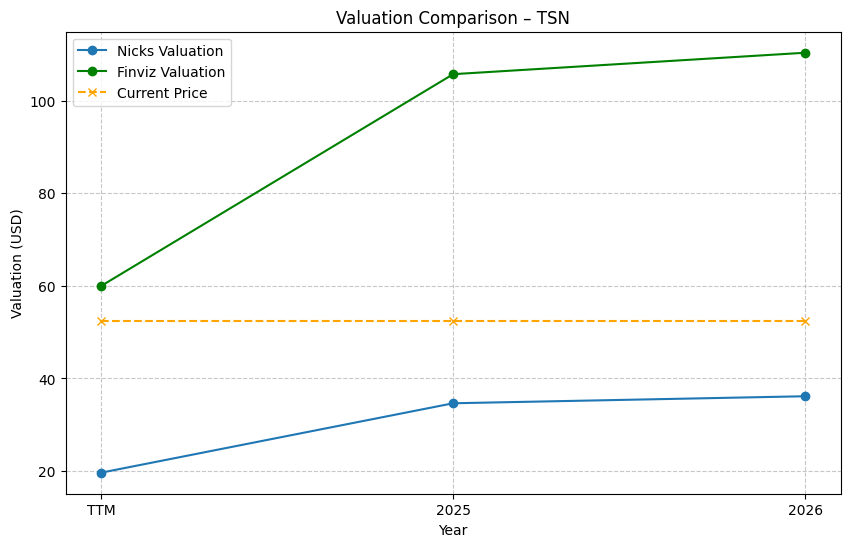 Valuation Comparison – TSN
Nicks Valuation
Finviz Valuation
Current Price
Valuation (USD)
100
80
60
40
20
TTM
2025
2026
Year